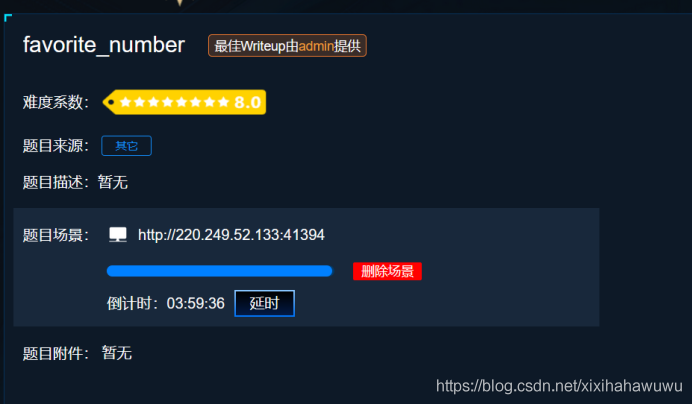 favorite_number 最佳Writeup由admin提供
难度系数： 8.0
题目来源： 其它
题目描述：暂无
题目场景： http://220.249.52.133:41394
删除场景
倒计时：03:59:36 延时
题目附件：暂无
https://blog.csdn.net/xixihahawuwu